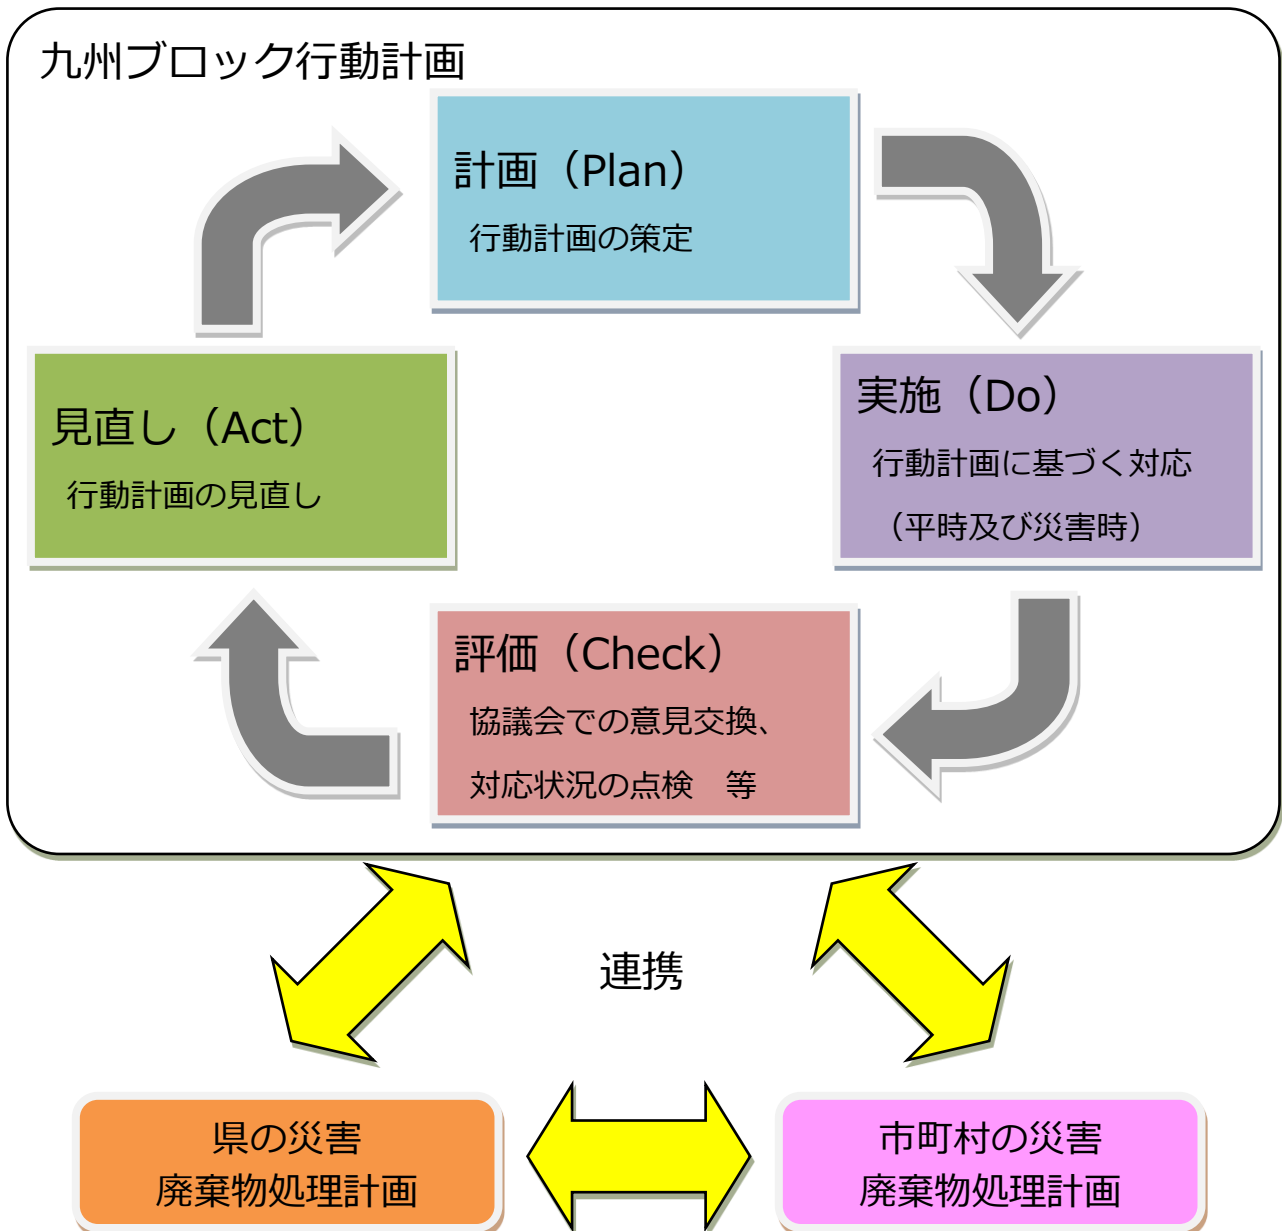 九州ブロック行動計画
計画（Plan）
行動計画の策定
実施（Do）
行動計画に基づく対応
（平時及び災害時）
評価（Check）
協議会での意見交換、
対応状況の点検　等
見直し（Act）
行動計画の見直し
連携
県の災害
廃棄物処理計画
市町村の災害
廃棄物処理計画